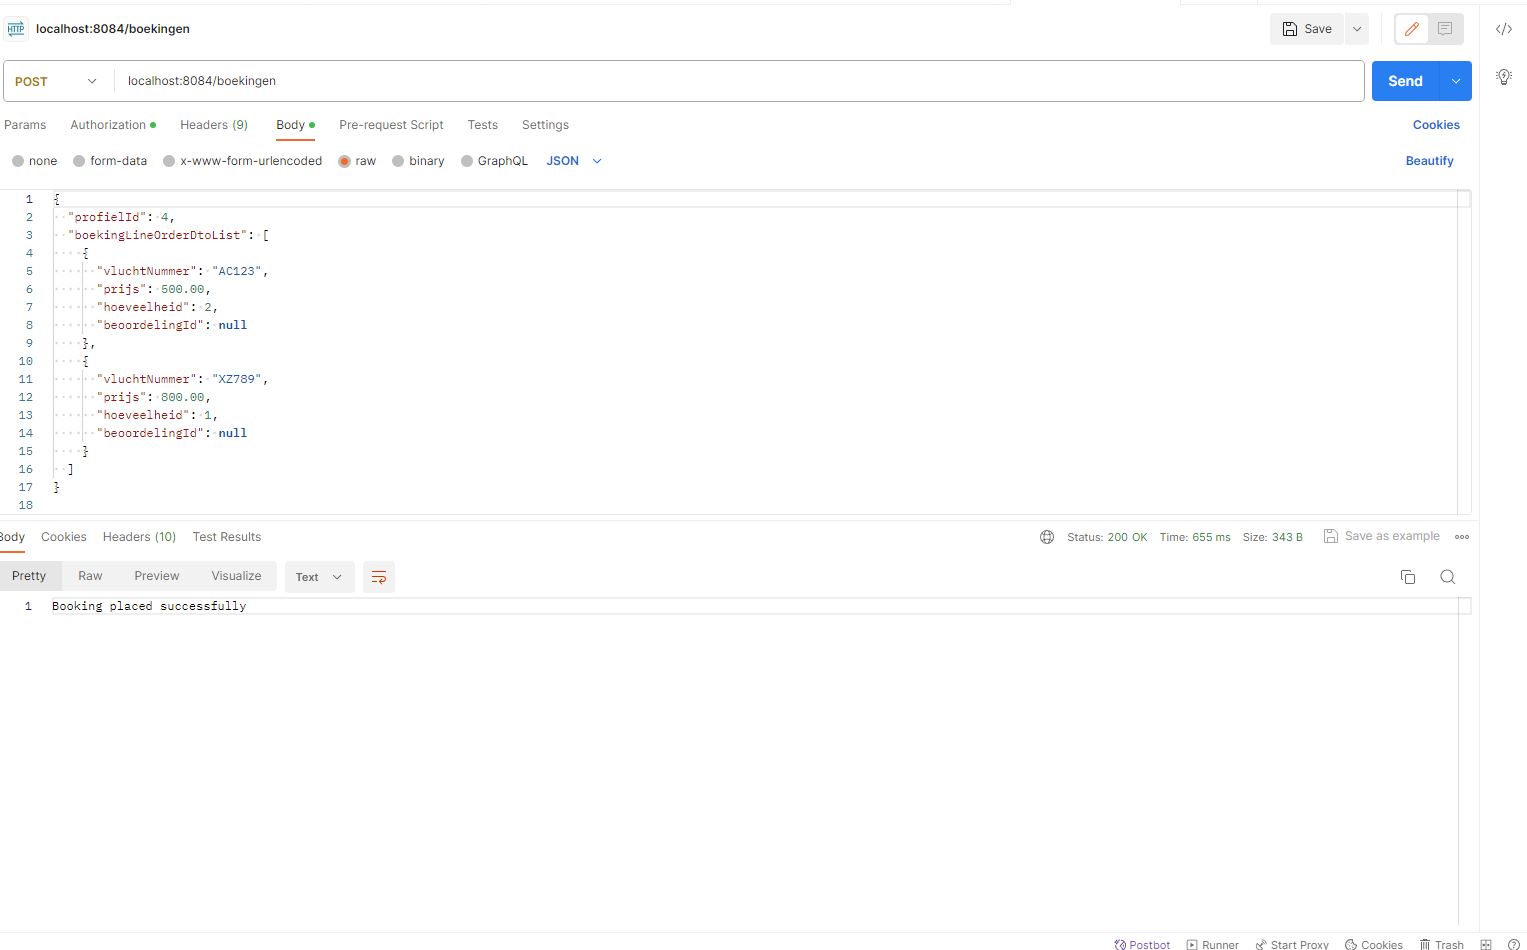 HTTP localhost:8084/boekingen Save
POST localhost:8084/boekingen Send
Params Authorization Headers (9) Body Pre-request Script Tests Settings Cookies
none form-data x-www-form-urlencoded raw binary GraphQL JSON Beautify
1 {
2 "profielId": 4,
3 "boekingLineOrderDtoList": [
4 {
5 "vluchtNummer": "AC123",
6 "prijs": 500.00,
7 "hoeveelheid": 2,
8 "beoordelingId": null
9 },
10 {
11 "vluchtNummer": "XZ789",
12 "prijs": 800.00,
13 "hoeveelheid": 1,
14 "beoordelingId": null
15 }
16 ]
17 }
18
Body Cookies Headers (10) Test Results Status: 200 OK Time: 655 ms Size: 343 B Save as example
Pretty Raw Preview Visualize Text
1 Booking placed successfully
Postbot Runner Start Proxy Cookies Trash